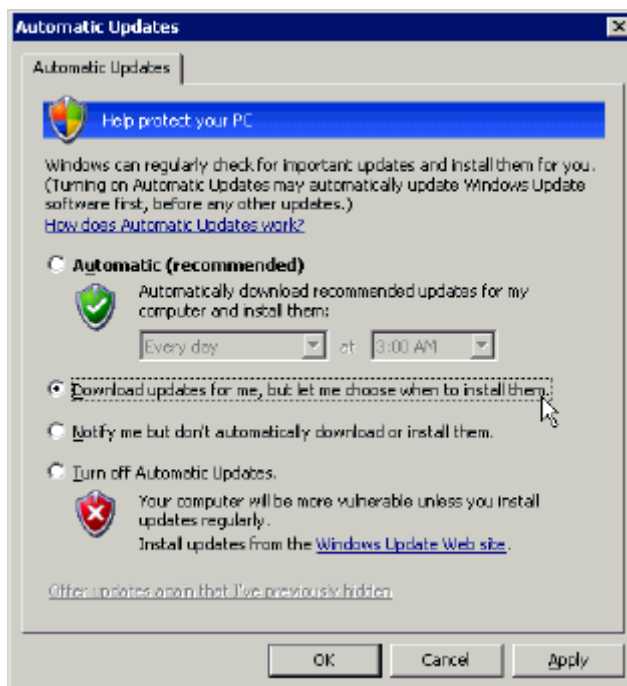 Automatic Updates
Automatic Updates
Help protect your PC
Windows can regularly check for important updates and install them for you.
(Turning on Automatic Updates may automatically update Windows Update
software first, before any other updates.)
How does Automatic Updates work?
Automatic (recommended)
Automatically download recommended updates for my
computer and install them:
Every day at 3:00 AM
Download updates for me, but let me choose when to install them.
Notify me but don't automatically download or install them.
Turn off Automatic Updates.
Your computer will be more vulnerable unless you install
updates regularly.
Install updates from the Windows Update Web site.
Offer updates again that I've previously hidden
OK Cancel Apply